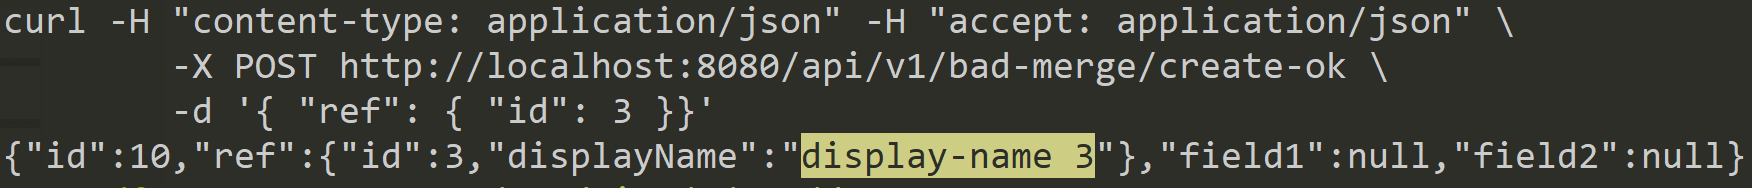 curl -H "content-type: application/json" -H "accept: application/json" \
-X POST http://localhost:8080/api/v1/bad-merge/create-ok \
-d '{ "ref": { "id": 3 }}'
{"id":10,"ref":{"id":3,"displayName":"display-name 3"},"field1":null,"field2":null}